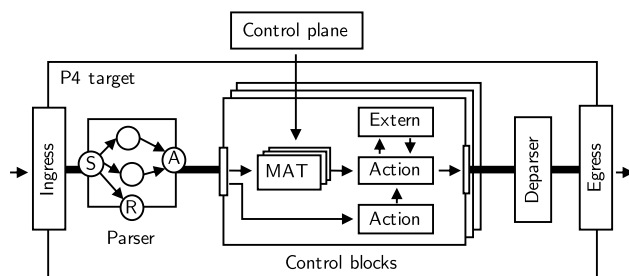 Control plane
P4 target
Ingress
S
A
R
Parser
MAT
Extern
Action
Action
Control blocks
Deparser
Egress